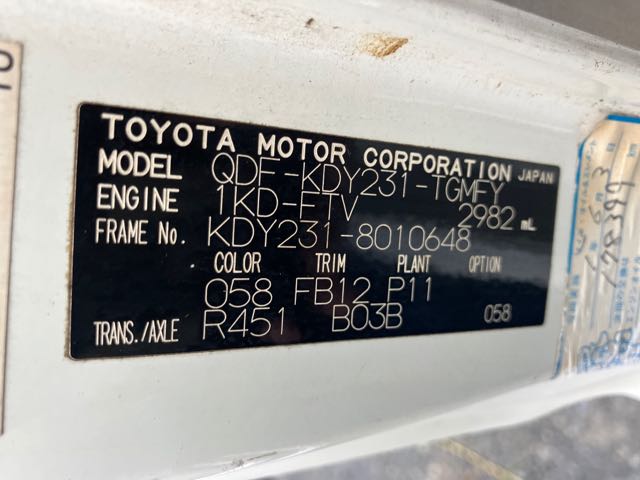 TOYOTA MOTOR CORPORATION JAPAN
MODEL QDF-KDY231-TGMFY
ENGINE 1KD-FTV 2982 mL
FRAME No. KDY231-8010648
COLOR TRIM PLANT OPTION
058 FB12 P11
TRANS./AXLE R451 B03B 058
178399